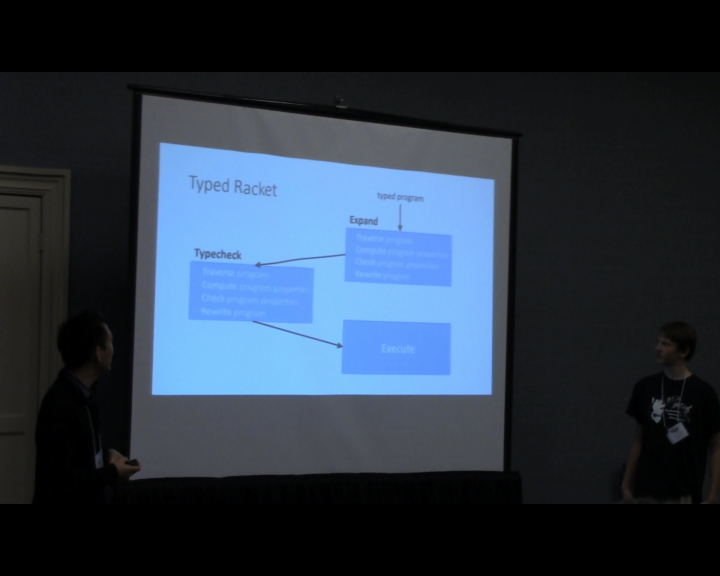 Typed Racket
typed program
Expand
Traverse program
Compute program properties
Check program properties
Rewrite program
Typecheck
Traverse program
Compute program properties
Check program properties
Rewrite program
Execute